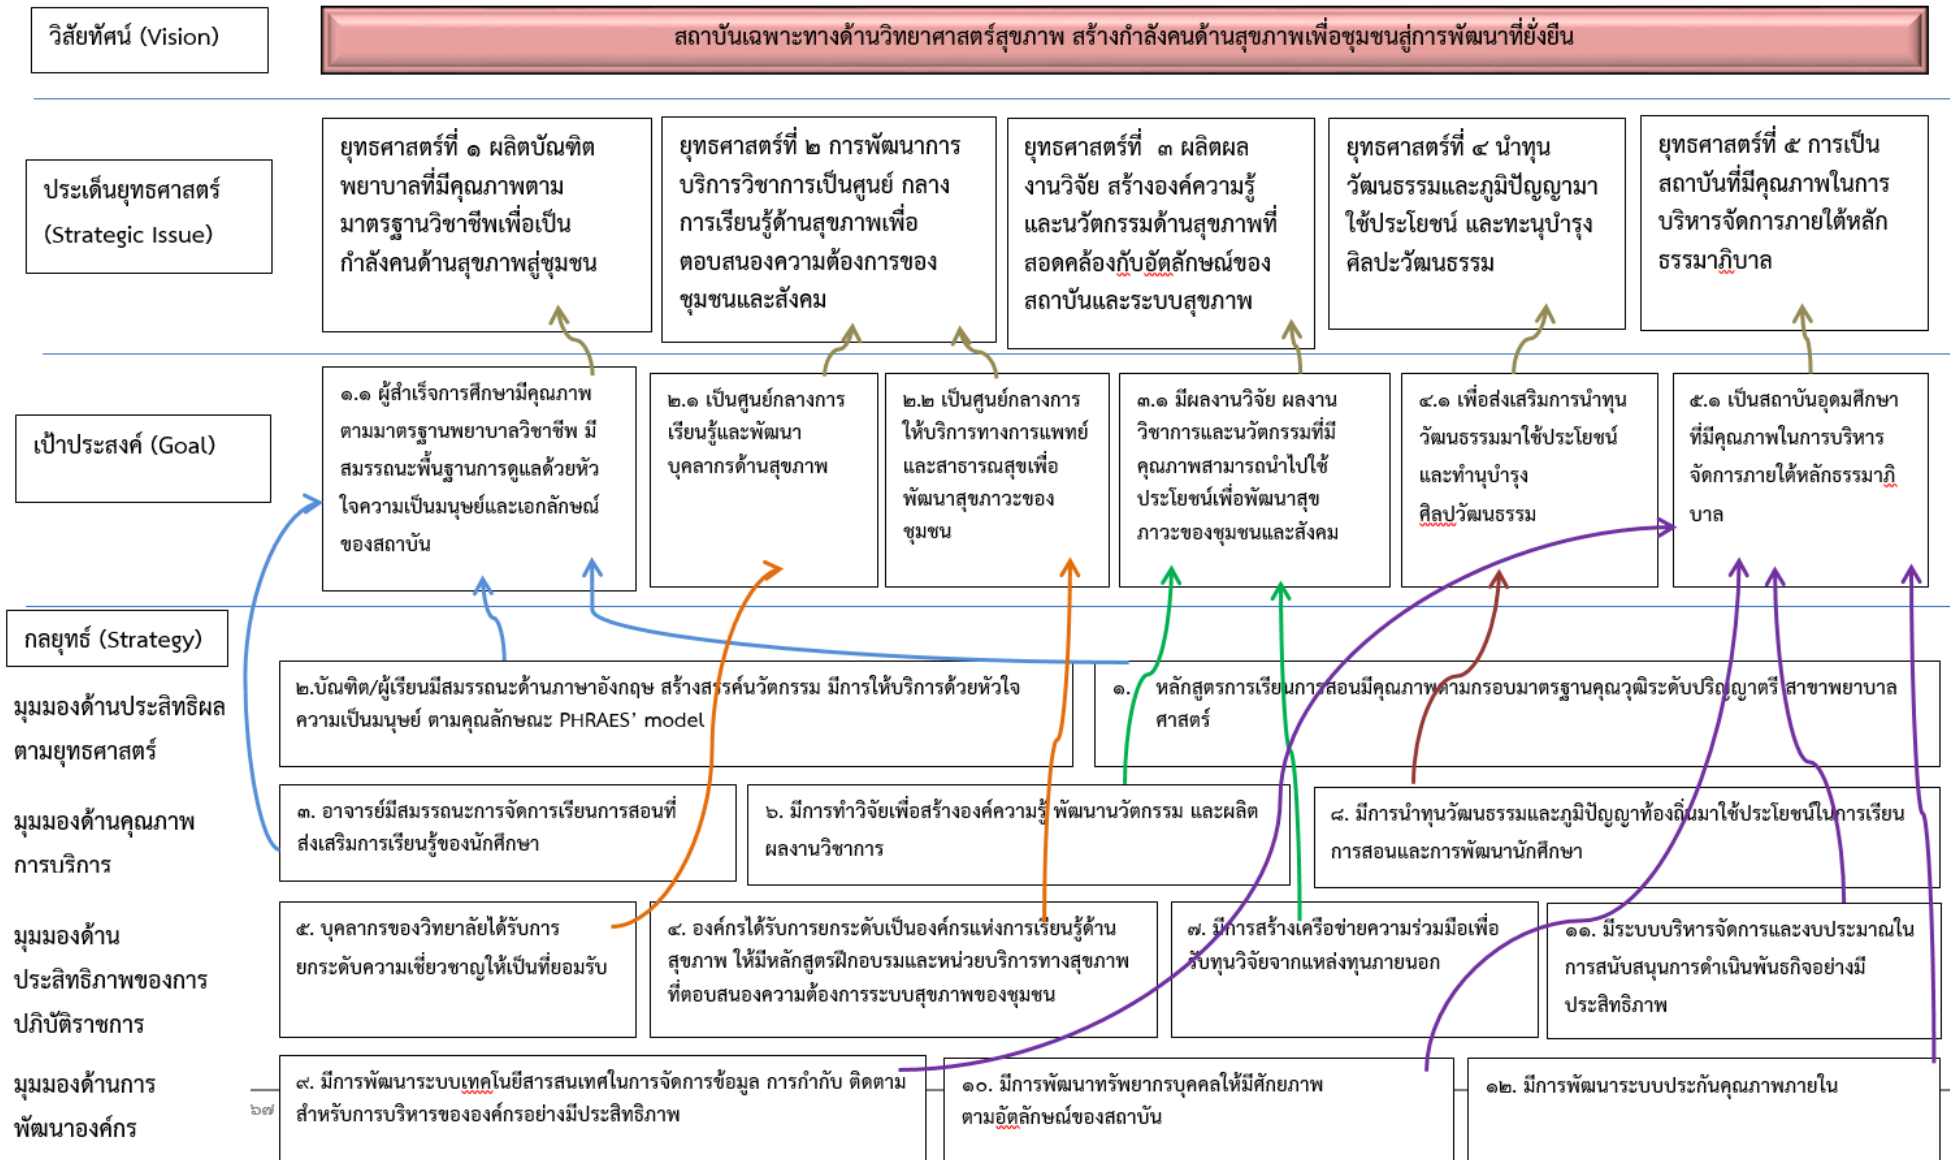 วิสัยทัศน์ (Vision)
สถาบันเฉพาะทางด้านวิทยาศาสตร์สุขภาพ สร้างกำลังคนด้านสุขภาพเพื่อชุมชนสู่การพัฒนาที่ยั่งยืน
ประเด็นยุทธศาสตร์
(Strategic Issue)
ยุทธศาสตร์ที่ ๑ ผลิตบัณฑิต
พยาบาลที่มีคุณภาพตาม
มาตรฐานวิชาชีพเพื่อเป็น
กำลังคนด้านสุขภาพสู่ชุมชน
ยุทธศาสตร์ที่ ๒ การพัฒนาการ
บริการวิชาการเป็นศูนย์ กลาง
การเรียนรู้ด้านสุขภาพเพื่อ
ตอบสนองความต้องการของ
ชุมชนและสังคม
ยุทธศาสตร์ที่ ๓ ผลิตผล
งานวิจัย สร้างองค์ความรู้
และนวัตกรรมด้านสุขภาพที่
สอดคล้องกับอัตลักษณ์ของ
สถาบันและระบบสุขภาพ
ยุทธศาสตร์ที่ ๔ นำทุน
วัฒนธรรมและภูมิปัญญามา
ใช้ประโยชน์ และทะนุบำรุง
ศิลปะวัฒนธรรม
ยุทธศาสตร์ที่ ๕ การเป็น
สถาบันที่มีคุณภาพในการ
บริหารจัดการภายใต้หลัก
ธรรมาภิบาล
เป้าประสงค์ (Goal)
๑.๑ ผู้สำเร็จการศึกษามีคุณภาพ
ตามมาตรฐานพยาบาลวิชาชีพ มี
สมรรถนะพื้นฐานการดูแลด้วยหัว
ใจความเป็นมนุษย์และเอกลักษณ์
ของสถาบัน
๒.๑ เป็นศูนย์กลางการ
เรียนรู้และพัฒนา
บุคลากรด้านสุขภาพ
๒.๒ เป็นศูนย์กลางการ
ให้บริการทางการแพทย์
และสาธารณสุขเพื่อ
พัฒนาสุขภาวะของ
ชุมชน
๓.๑ มีผลงานวิจัย ผลงาน
วิชาการและนวัตกรรมที่มี
คุณภาพสามารถนำไปใช้
ประโยชน์เพื่อพัฒนาสุข
ภาวะของชุมชนและสังคม
๔.๑ เพื่อส่งเสริมการนำทุน
วัฒนธรรมมาใช้ประโยชน์
และทำนุบำรุง
ศิลปวัฒนธรรม
๕.๑ เป็นสถาบันอุดมศึกษา
ที่มีคุณภาพในการบริหาร
จัดการภายใต้หลักธรรมาภิ
บาล
กลยุทธ์ (Strategy)
มุมมองด้านประสิทธิผล
ตามยุทธศาสตร์
๒.บัณฑิต/ผู้เรียนมีสมรรถนะด้านภาษาอังกฤษ สร้างสรรค์นวัตกรรม มีการให้บริการด้วยหัวใจ
ความเป็นมนุษย์ ตามคุณลักษณะ PHRAES’ model
๑. หลักสูตรการเรียนการสอนมีคุณภาพตามกรอบมาตรฐานคุณวุฒิระดับปริญญาตรี สาขาพยาบาล
ศาสตร์
มุมมองด้านคุณภาพ
การบริการ
๓. อาจารย์มีสมรรถนะการจัดการเรียนการสอนที่
ส่งเสริมการเรียนรู้ของนักศึกษา
๖. มีการทำวิจัยเพื่อสร้างองค์ความรู้ พัฒนานวัตกรรม และผลิต
ผลงานวิชาการ
๘. มีการนำทุนวัฒนธรรมและภูมิปัญญาท้องถิ่นมาใช้ประโยชน์ในการเรียน
การสอนและการพัฒนานักศึกษา
มุมมองด้าน
ประสิทธิภาพของการ
ปฏิบัติราชการ
๕. บุคลากรของวิทยาลัยได้รับการ
ยกระดับความเชี่ยวชาญให้เป็นที่ยอมรับ
๔. องค์กรได้รับการยกระดับเป็นองค์กรแห่งการเรียนรู้ด้าน
สุขภาพ ให้มีหลักสูตรฝึกอบรมและหน่วยบริการทางสุขภาพ
ที่ตอบสนองความต้องการระบบสุขภาพของชุมชน
๗. มีการสร้างเครือข่ายความร่วมมือเพื่อ
รับทุนวิจัยจากแหล่งทุนภายนอก
๑๑. มีระบบบริหารจัดการและงบประมาณใน
การสนับสนุนการดำเนินพันธกิจอย่างมี
ประสิทธิภาพ
มุมมองด้านการ
พัฒนาองค์กร
๖๗
๙. มีการพัฒนาระบบเทคโนยีสารสนเทศในการจัดการข้อมูล การกำกับ ติดตาม
สำหรับการบริหารขององค์กรอย่างมีประสิทธิภาพ
๑๐. มีการพัฒนาทรัพยากรบุคคลให้มีศักยภาพ
ตามอัตลักษณ์ของสถาบัน
๑๒. มีการพัฒนาระบบประกันคุณภาพภายใน